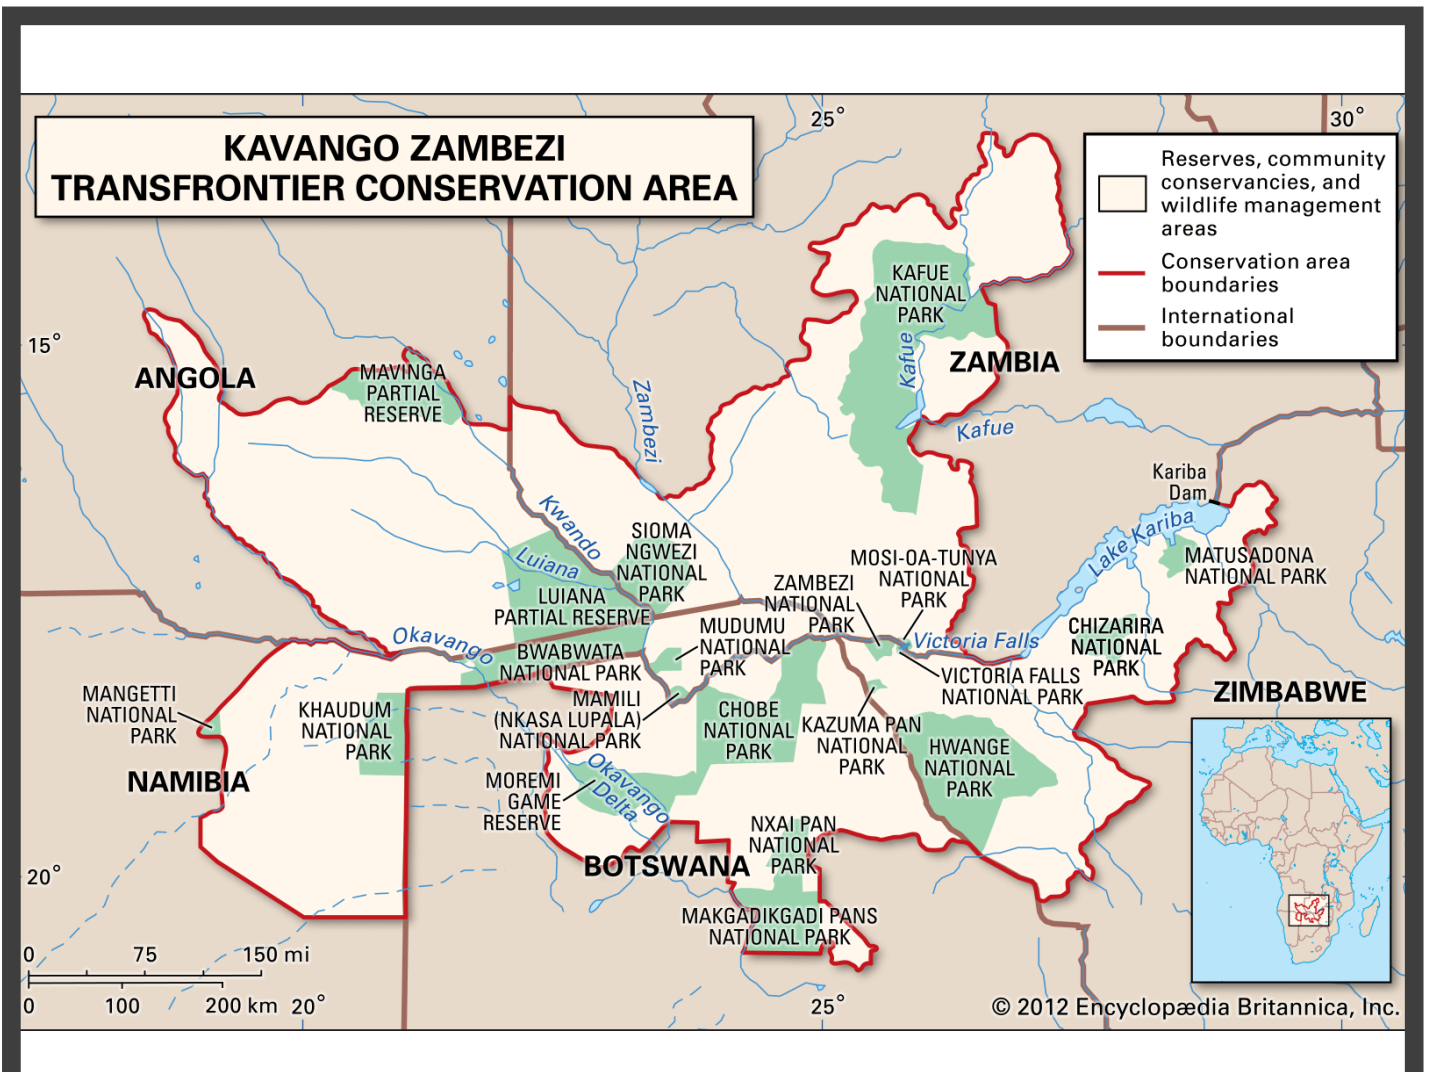 KAVANGO ZAMBEZI
TRANSFRONTIER CONSERVATION AREA
25°
30°
Reserves, community
conservancies, and
wildlife management
areas
Conservation area
boundaries
International
boundaries
15°
ANGOLA
MAVINGA
PARTIAL
RESERVE
Zambezi
KAFUE
NATIONAL
PARK
Kafue
ZAMBIA
Kafue
Kariba
Dam
Lake Kariba
MATUSADONA
NATIONAL PARK
Kwando
Luiana
SIOMA
NGWEZI
NATIONAL
PARK
LUIANA
PARTIAL RESERVE
MOSI-OA-TUNYA
NATIONAL
PARK
ZAMBEZI
NATIONAL
PARK
CHIZARIRA
NATIONAL
PARK
Okavango
BWABWATA
NATIONAL PARK
MUDUMU
NATIONAL
PARK
Victoria Falls
VICTORIA FALLS
NATIONAL PARK
ZIMBABWE
MANGETTI
NATIONAL
PARK
KHAUDUM
NATIONAL
PARK
MAMILI
(NKASA LUPALA)
NATIONAL PARK
CHOBE
NATIONAL
PARK
KAZUMA PAN
NATIONAL
PARK
HWANGE
NATIONAL
PARK
NAMIBIA
MOREMI
GAME
RESERVE
Okavango
Delta
NXAI PAN
NATIONAL
PARK
BOTSWANA
20°
MAKGADIKGADI PANS
NATIONAL PARK
0 75 150 mi
0 100 200 km
20°
25°
© 2012 Encyclopædia Britannica, Inc.